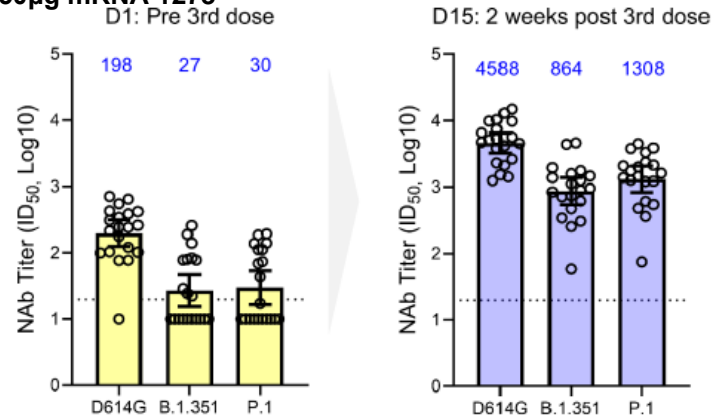 D1: Pre 3rd dose
198 27 30
NAb Titer (ID50, Log10)
5
4
3
2
1
0
D614G B.1.351 P.1
D15: 2 weeks post 3rd dose
4588 864 1308
NAb Titer (ID50, Log10)
5
4
3
2
1
0
D614G B.1.351 P.1